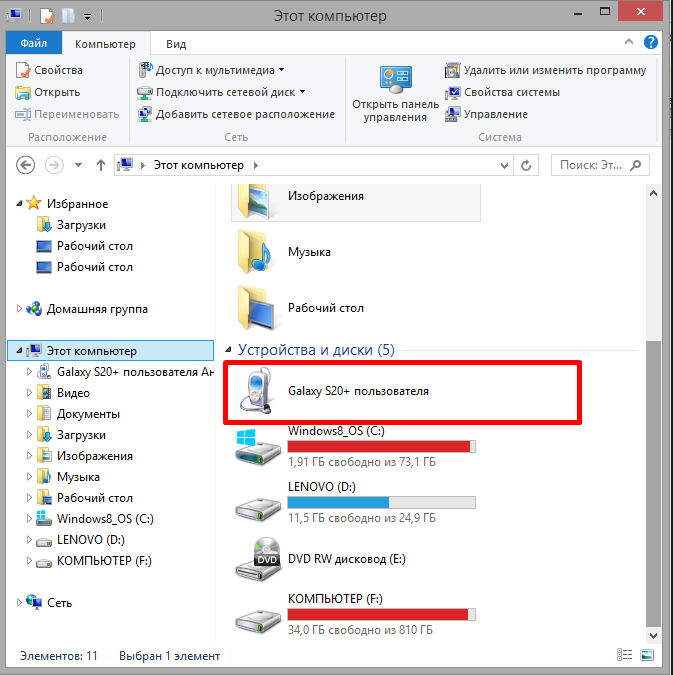 Этот компьютер
Файл Компьютер Вид
Свойства
Открыть
Переименовать
Расположение
Доступ к мультимедиа
Подключить сетевой диск
Добавить сетевое расположение
Сеть
Открыть панель
управления
Удалить или изменить программу
Свойства системы
Управление
Система
Этот компьютер
Поиск: Эт...
Избранное
Загрузки
Рабочий стол
Рабочий стол
Домашняя группа
Этот компьютер
Galaxy S20+ пользователя Ан
Видео
Документы
Загрузки
Изображения
Музыка
Рабочий стол
Windows8_OS (C:)
LENOVO (D:)
КОМПЬЮТЕР (F:)
Сеть
Изображения
Музыка
Рабочий стол
Устройства и диски (5)
Galaxy S20+ пользователя
Windows8_OS (C:)
1,91 ГБ свободно из 73,1 ГБ
LENOVO (D:)
11,5 ГБ свободно из 24,9 ГБ
DVD
DVD RW дисковод (E:)
КОМПЬЮТЕР (F:)
34,0 ГБ свободно из 810 ГБ
Элементов: 11 Выбран 1 элемент